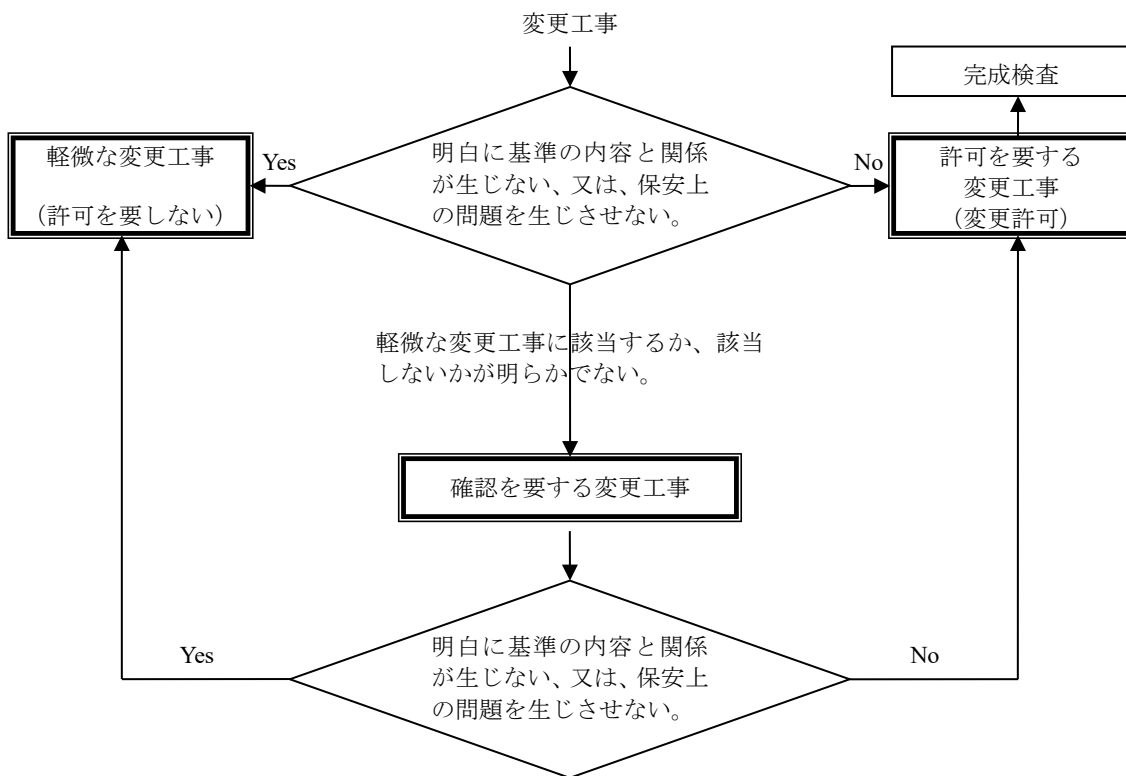 変更工事
完成検査
軽微な変更工事
（許可を要しない）
Yes
明白に基準の内容と関係
が生じない、又は、保安上
の問題を生じさせない。
No
許可を要する
変更工事
（変更許可）
軽微な変更工事に該当するか、該当
しないかが明らかでない。
確認を要する変更工事
Yes
明白に基準の内容と関係
が生じない、又は、保安上
の問題を生じさせない。
No